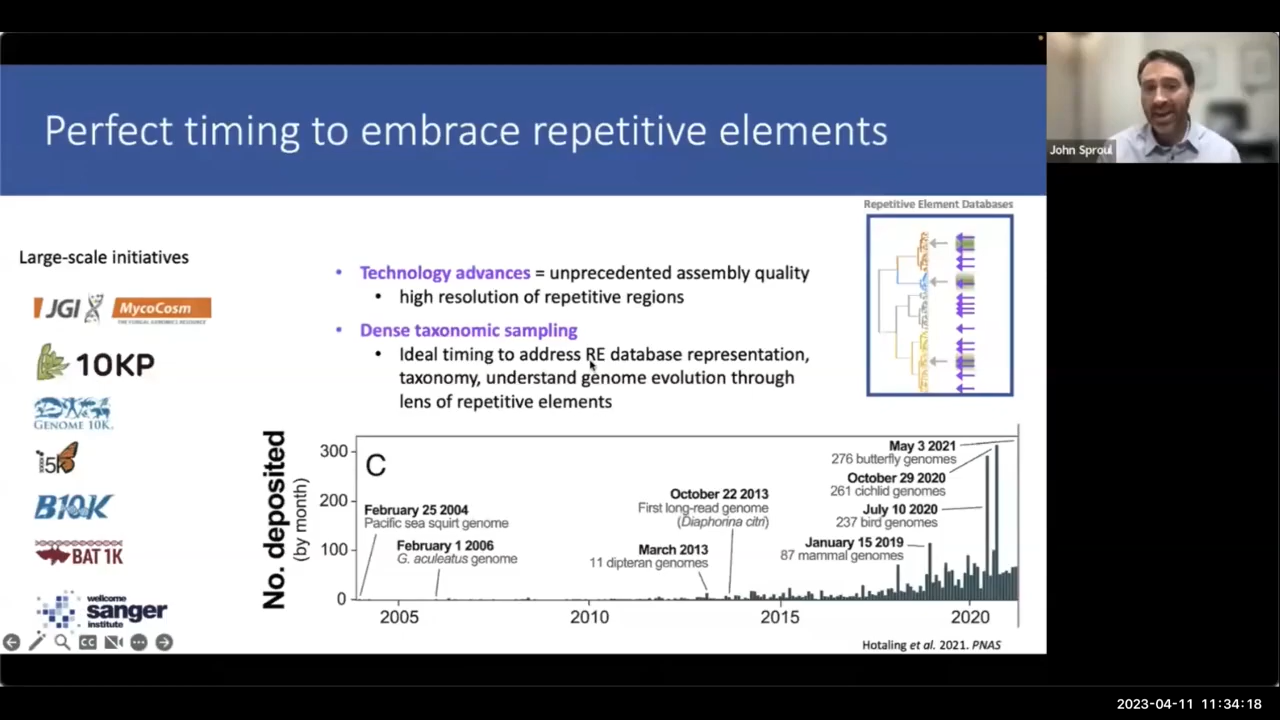 Perfect timing to embrace repetitive elements
John Sproul
Repetitive Element Databases
Large-scale initiatives
JGI MycoCosm
THE FUNGAL GENOMICS RESOURCE
10KP
GENOME 10K.
i5k
B10K
BAT 1K
wellcome
sanger
institute
• Technology advances = unprecedented assembly quality
• high resolution of repetitive regions
• Dense taxonomic sampling
• Ideal timing to address RE database representation,
taxonomy, understand genome evolution through
lens of repetitive elements
No. deposited
(by month)
300
200
100
0
C
February 25 2004
Pacific sea squirt genome
February 1 2006
G. aculeatus genome
March 2013
11 dipteran genomes
October 22 2013
First long-read genome
(Diaphorina citri)
January 15 2019
87 mammal genomes
July 10 2020
237 bird genomes
October 29 2020
261 cichlid genomes
May 3 2021
276 butterfly genomes
2005
2010
2015
2020
Hotaling et al. 2021. PNAS
CC
2023-04-11 11:34:18